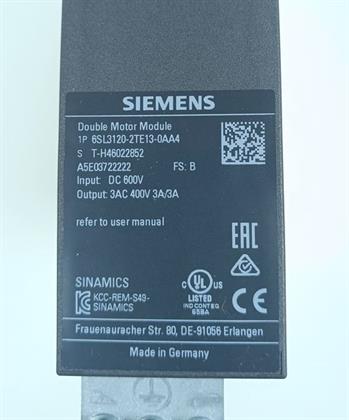 SIEMENS
Double Motor Module
1P 6SL3120-2TE13-0AA4
S T-H46022852
A5E03722222 FS: B
Input: DC 600V
Output: 3AC 400V 3A/3A
refer to user manual
EAC
SINAMICS
KCC-REM-S49-
SINAMICS
C UL US
LISTED
IND CONT EQ
65BA
CE
Frauenauracher Str. 80, DE-91056 Erlangen
Made in Germany